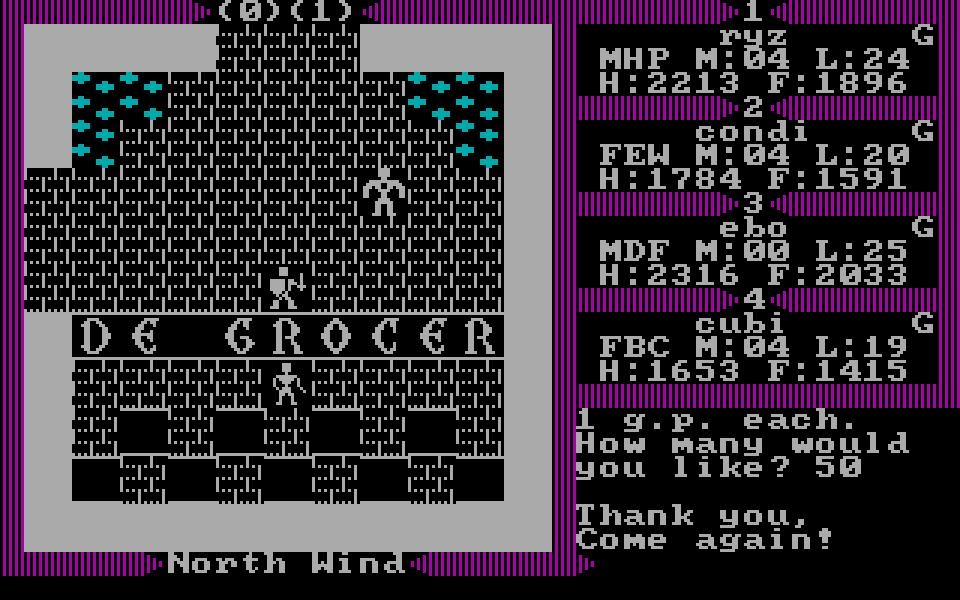 (0)(1)
DE GROCER
North Wind
1
ryz G
MHP M:04 L:24
H:2213 F:1896
2
condi G
FEW M:04 L:20
H:1784 F:1591
3
ebo G
MDF M:00 L:25
H:2316 F:2033
4
cubi G
FBC M:04 L:19
H:1653 F:1415
1 g.p. each.
How many would
you like? 50
Thank you,
Come again!